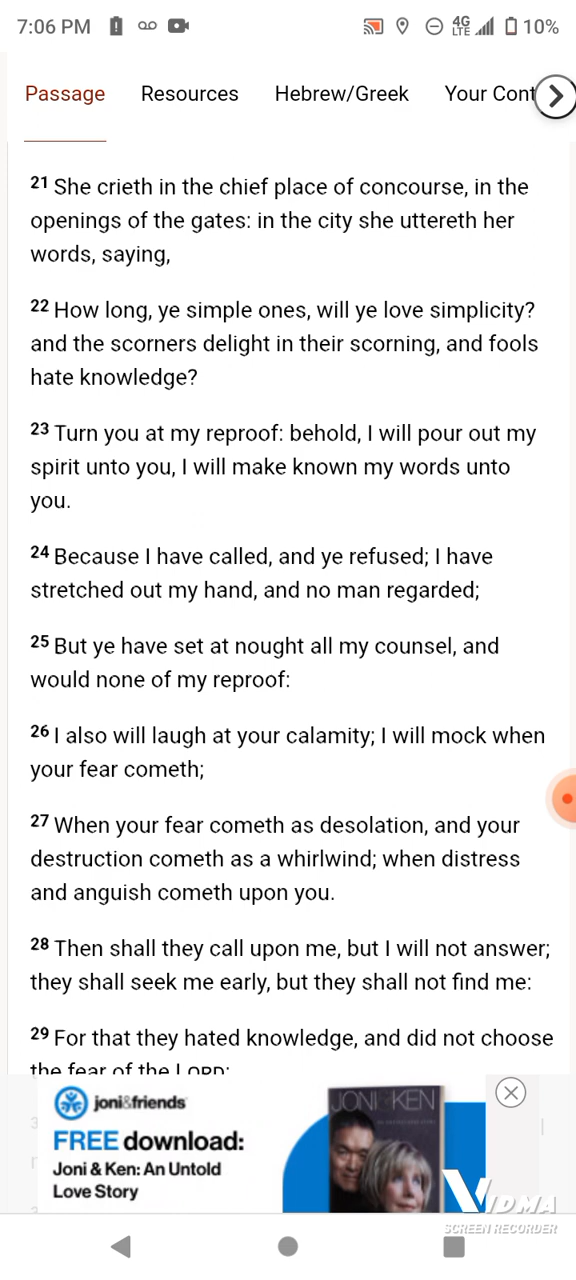 7:06 PM
4G
LTE
10%
Passage
Resources
Hebrew/Greek
Your Cont
21 She crieth in the chief place of concourse, in the
openings of the gates: in the city she uttereth her
words, saying,
22 How long, ye simple ones, will ye love simplicity?
and the scorners delight in their scorning, and fools
hate knowledge?
23 Turn you at my reproof: behold, I will pour out my
spirit unto you, I will make known my words unto
you.
24 Because I have called, and ye refused; I have
stretched out my hand, and no man regarded;
25 But ye have set at nought all my counsel, and
would none of my reproof:
26 I also will laugh at your calamity; I will mock when
your fear cometh;
27 When your fear cometh as desolation, and your
destruction cometh as a whirlwind; when distress
and anguish cometh upon you.
28 Then shall they call upon me, but I will not answer;
they shall seek me early, but they shall not find me:
29 For that they hated knowledge, and did not choose
the fear of the LORD:
joni&friends
FREE download:
Joni & Ken: An Untold
Love Story
JONI & KEN
VIDMA
SCREEN RECORDER